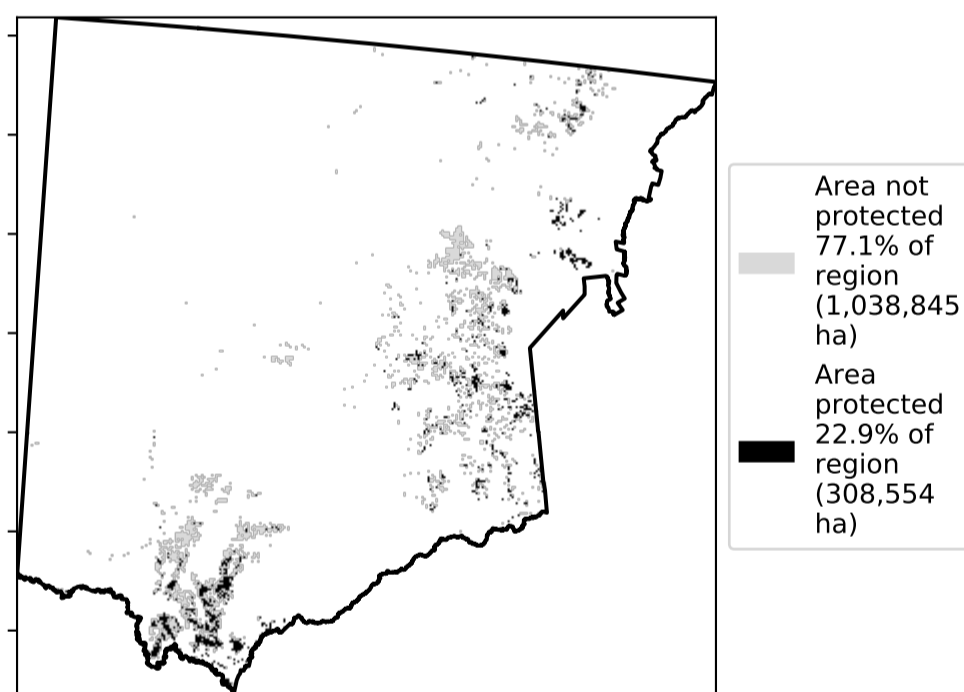 Area not
protected
77.1% of
region
(1,038,845
ha)
Area
protected
22.9% of
region
(308,554
ha)